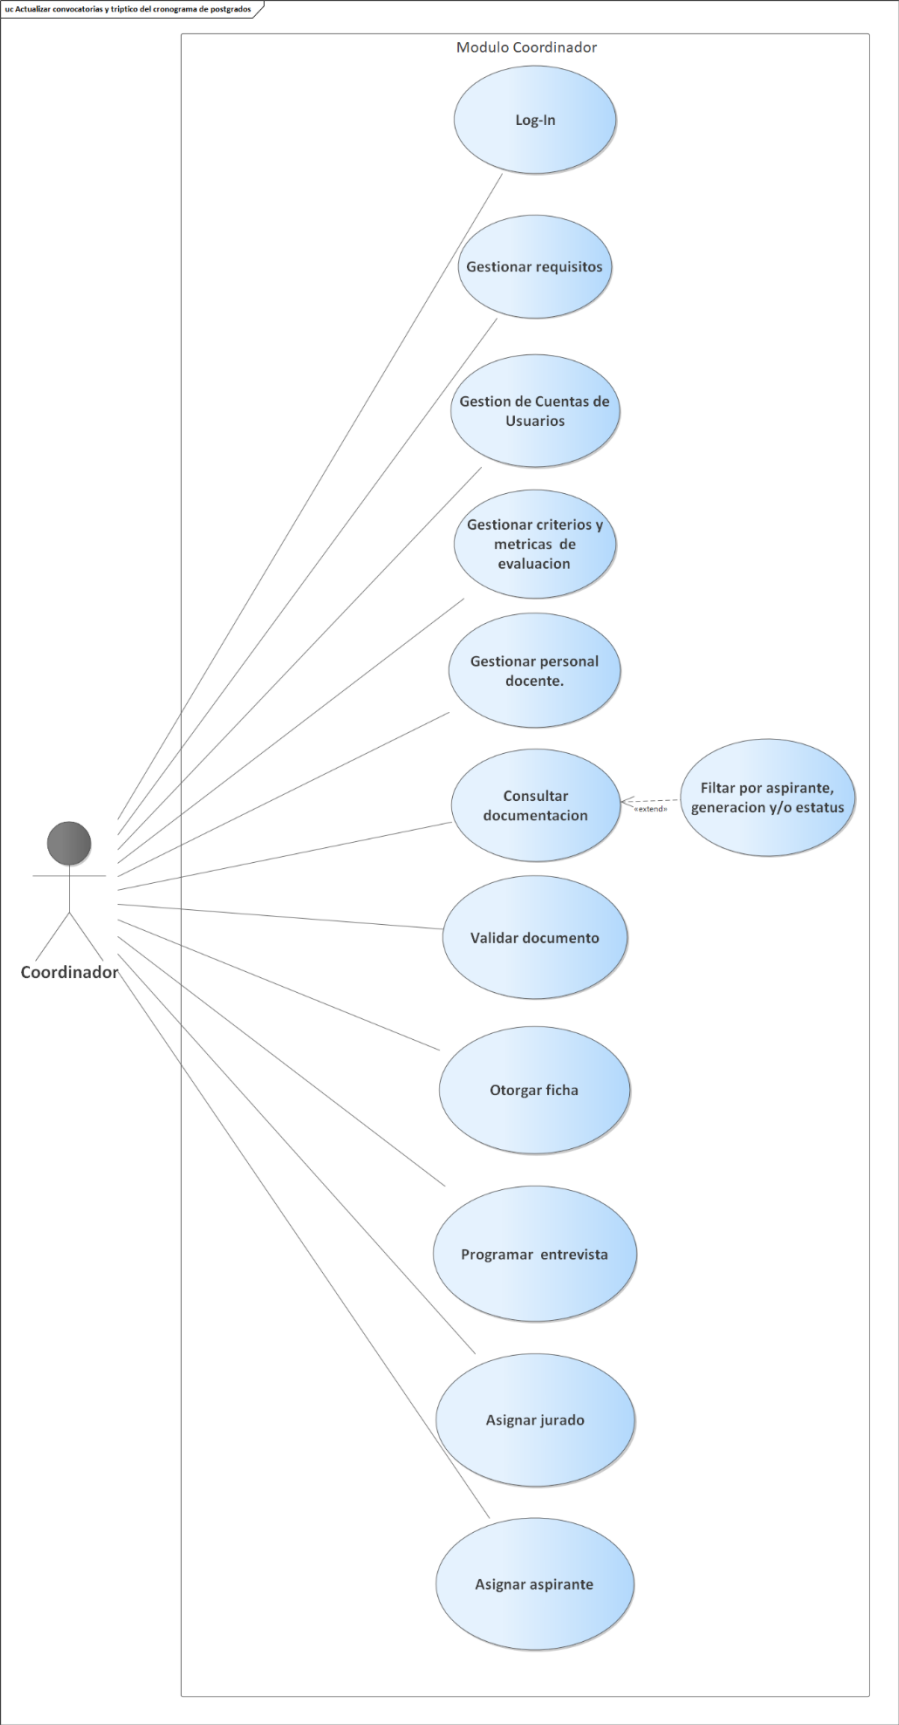 uc Actualizar convocatorias y triptico del cronograma de postgrados
Modulo Coordinador
Log-In
Gestionar requisitos
Gestion de Cuentas de
Usuarios
Gestionar criterios y
metricas de
evaluacion
Gestionar personal
docente.
Consultar
documentacion
Filtar por aspirante,
generacion y/o estatus
«extend»
Validar documento
Coordinador
Otorgar ficha
Programar entrevista
Asignar jurado
Asignar aspirante